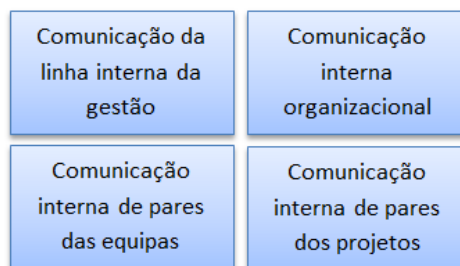 Comunicação da
linha interna da
gestão
Comunicação
interna
organizacional
Comunicação
interna de pares
das equipas
Comunicação
interna de pares
dos projetos